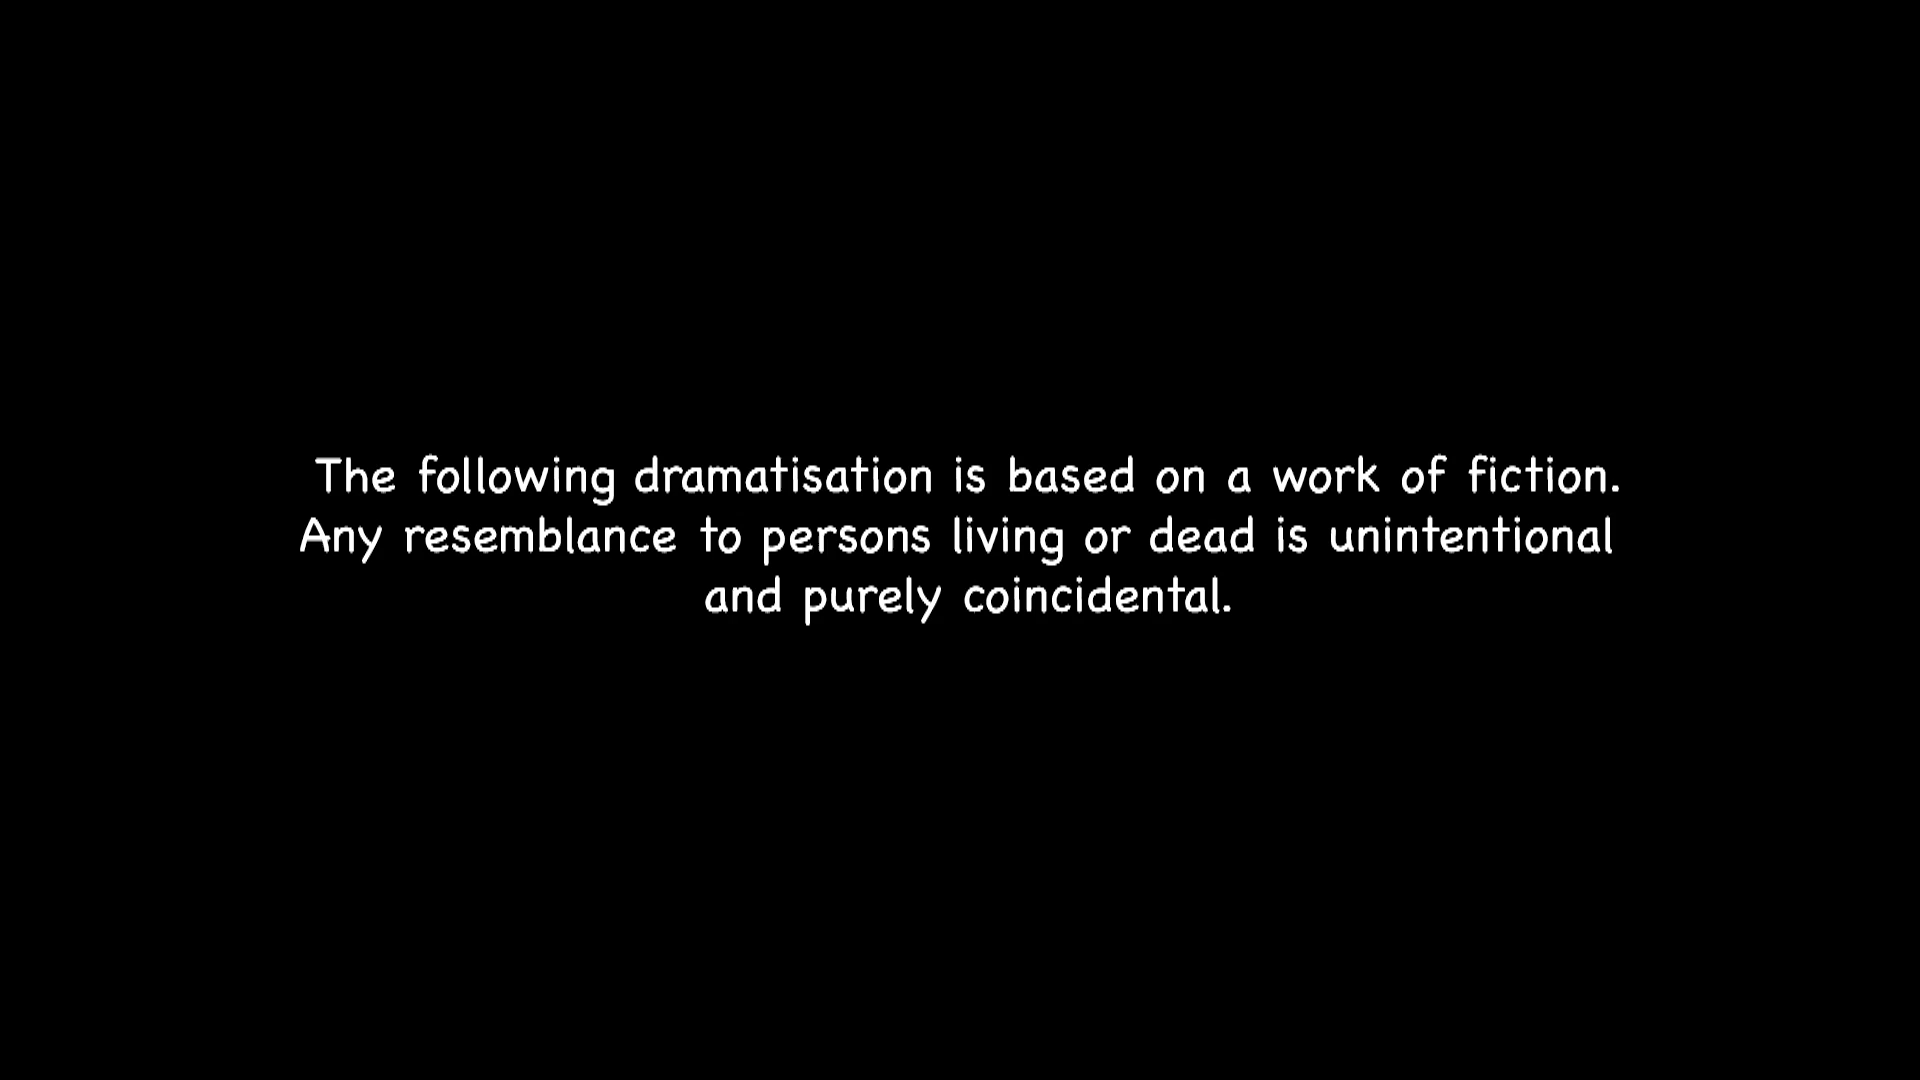 The following dramatisation is based on a work of fiction.
Any resemblance to persons living or dead is unintentional
and purely coincidental.